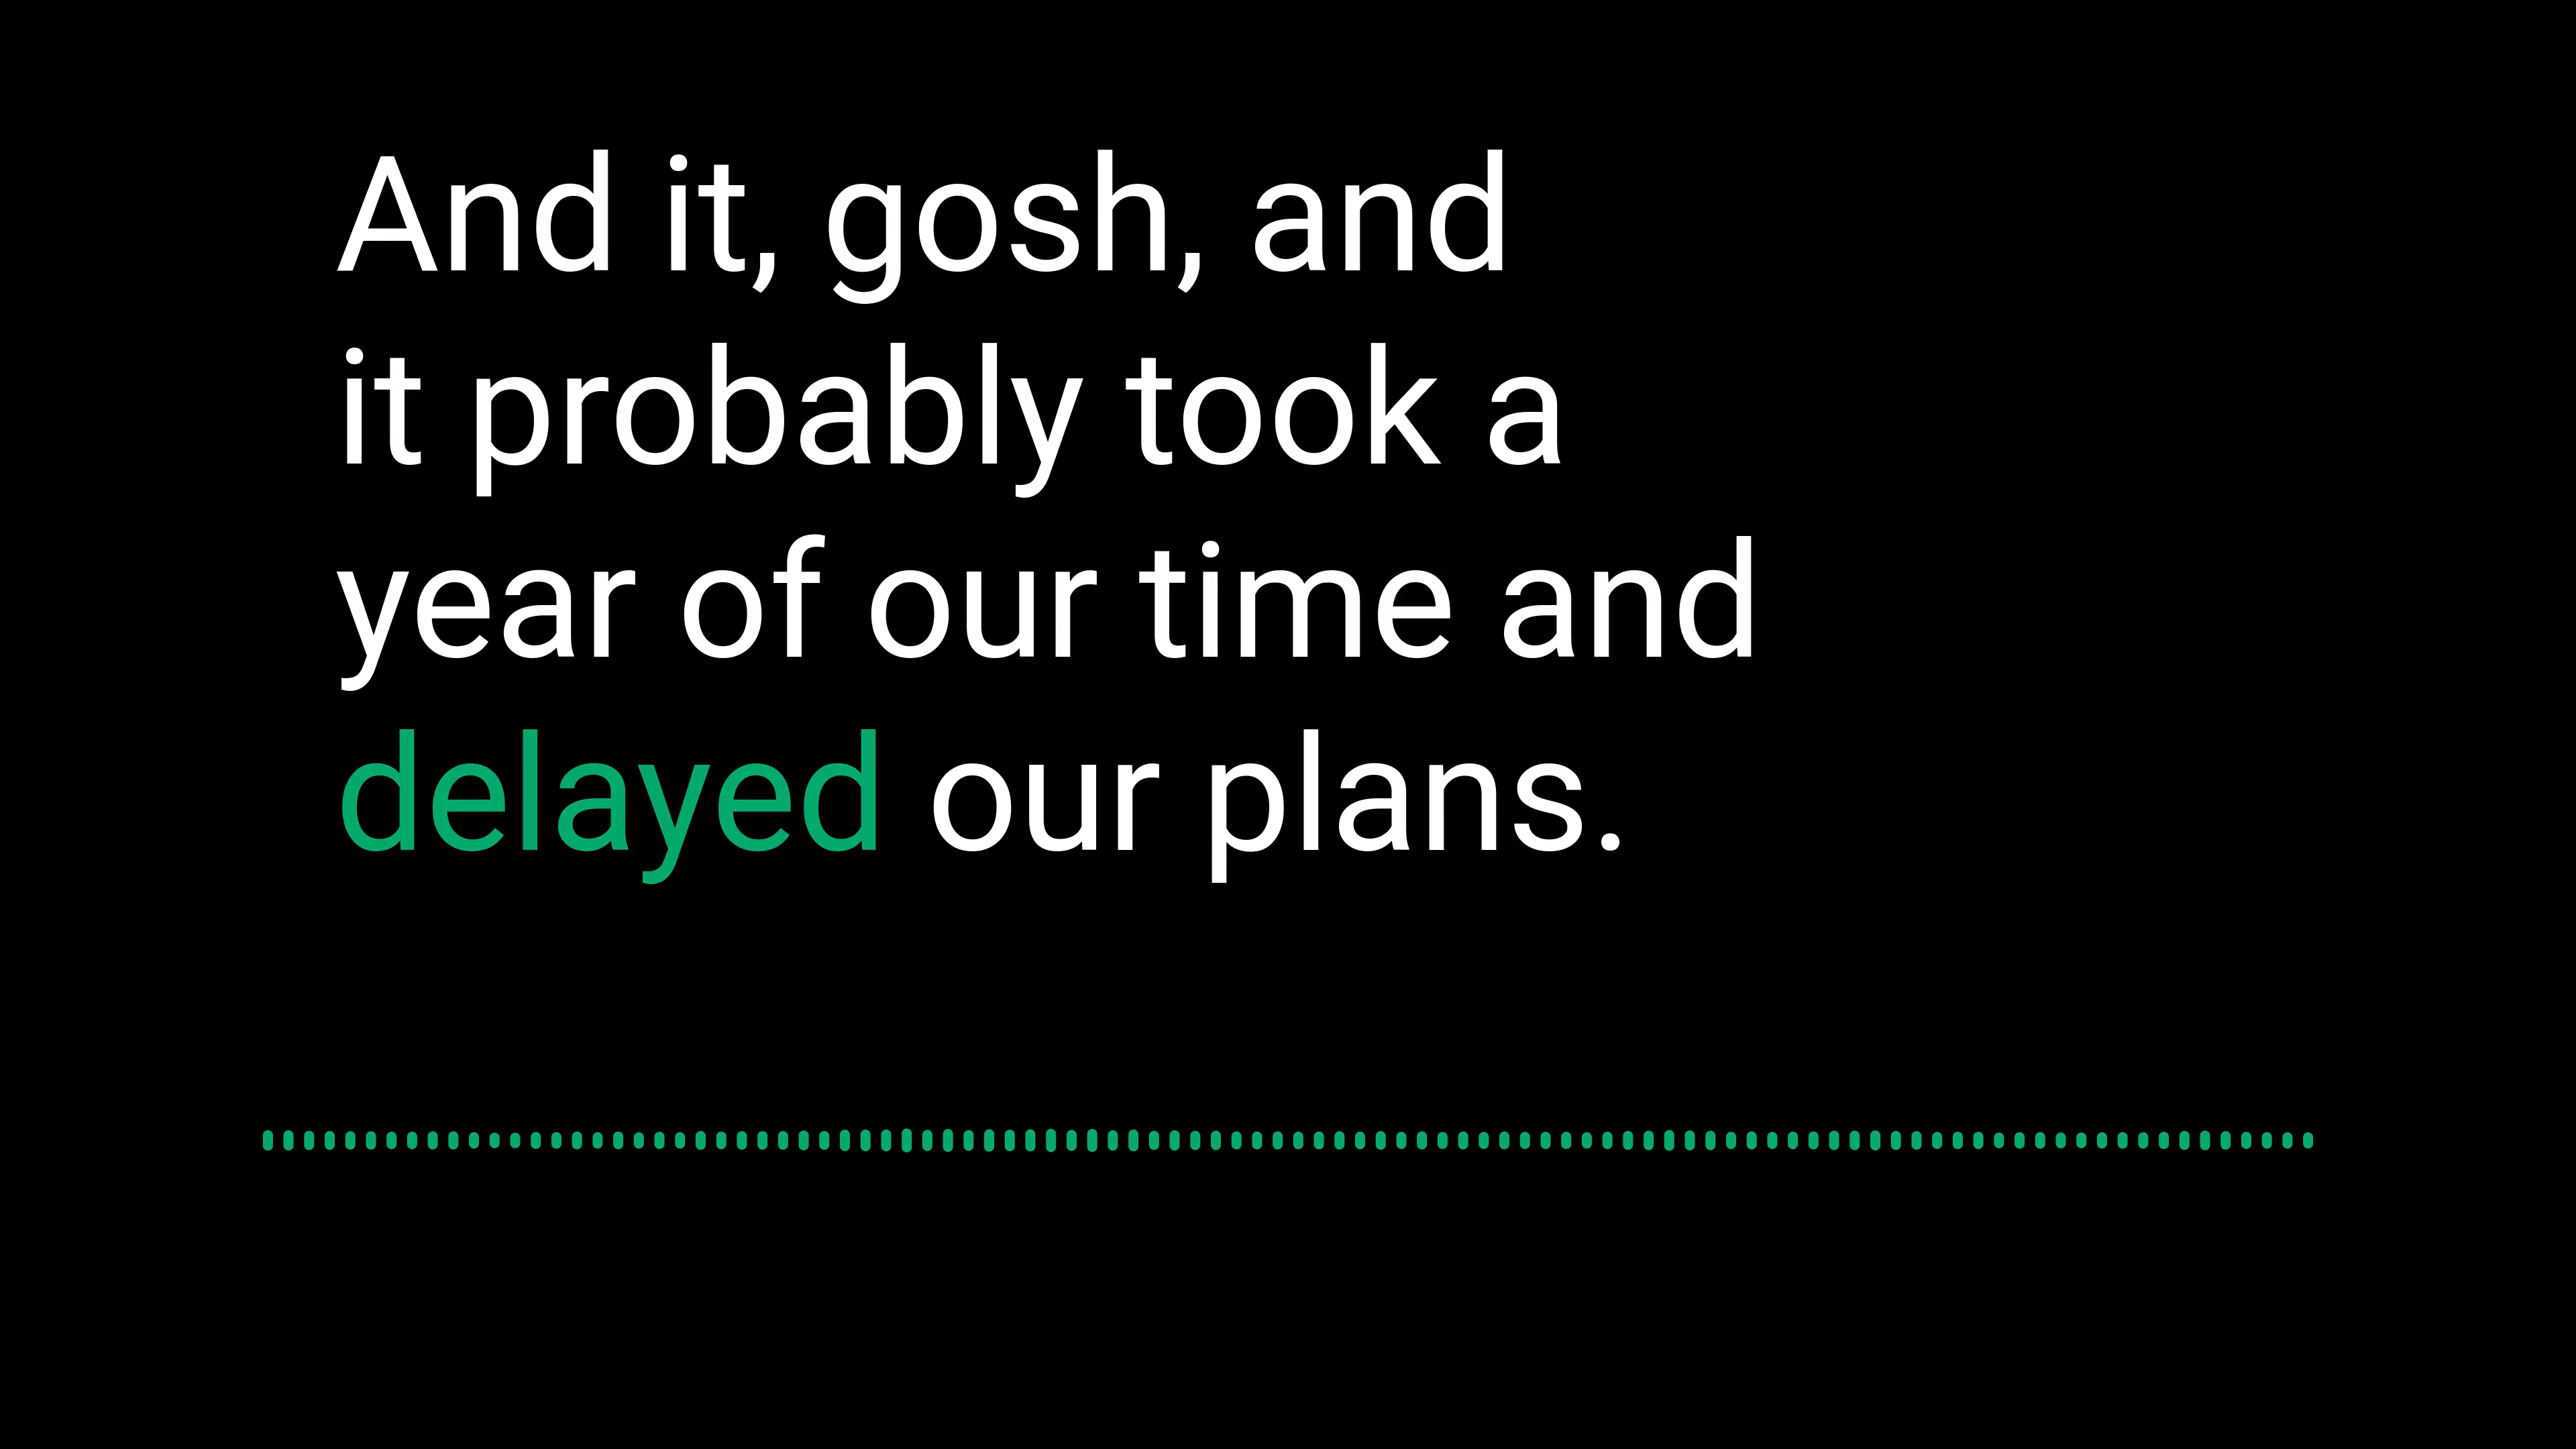 And it, gosh, and
it probably took a
year of our time and
delayed our plans.